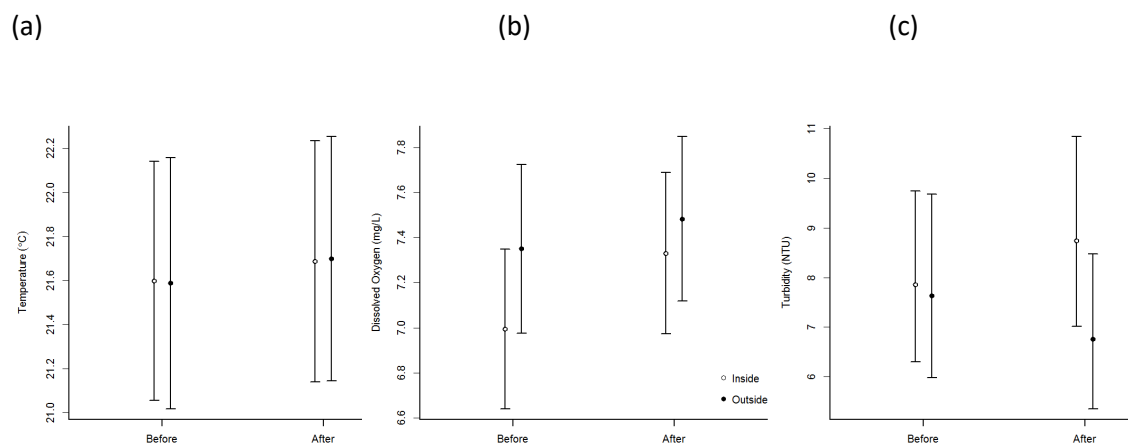 (a)
(b)
(c)
Temperature (°C)
22.2
22.0
21.8
21.6
21.4
21.2
21.0
Before
After
Dissolved Oxygen (mg/L)
7.8
7.6
7.4
7.2
7.0
6.8
6.6
Inside
Outside
Before
After
Turbidity (NTU)
11
10
9
8
7
6
Before
After